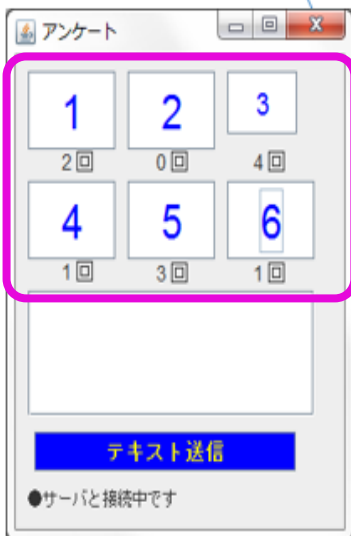 アンケート
1 2 3
2回 0回 4回
4 5 6
1回 3回 1回
テキスト送信
●サーバと接続中です